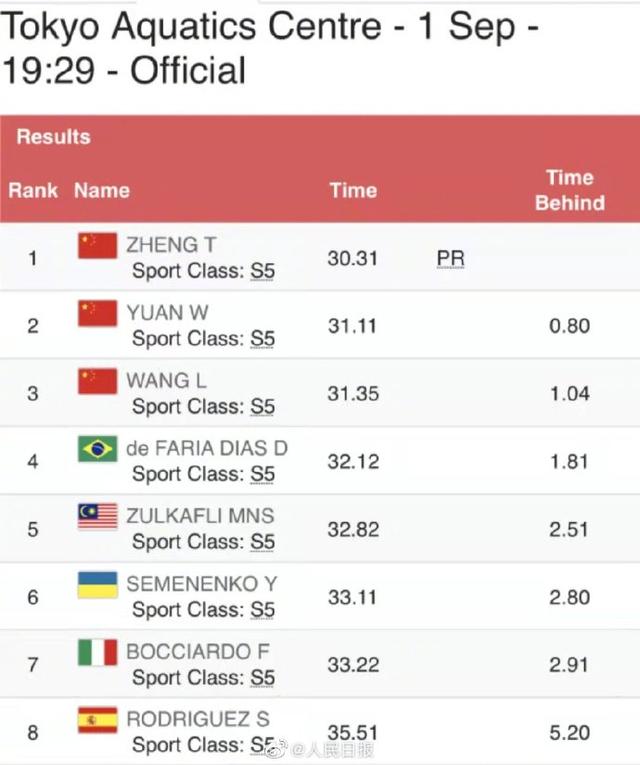 Tokyo Aquatics Centre - 1 Sep -
19:29 - Official
Results
Rank Name Time Time Behind
1 ZHENG T 30.31 PR
Sport Class: S5
2 YUAN W 31.11 0.80
Sport Class: S5
3 WANG L 31.35 1.04
Sport Class: S5
4 de FARIA DIAS D 32.12 1.81
Sport Class: S5
5 ZULKAFLI MNS 32.82 2.51
Sport Class: S5
6 SEMENENKO Y 33.11 2.80
Sport Class: S5
7 BOCCIARDO F 33.22 2.91
Sport Class: S5
8 RODRIGUEZ S 35.51 5.20
Sport Class: S5
@人民日报